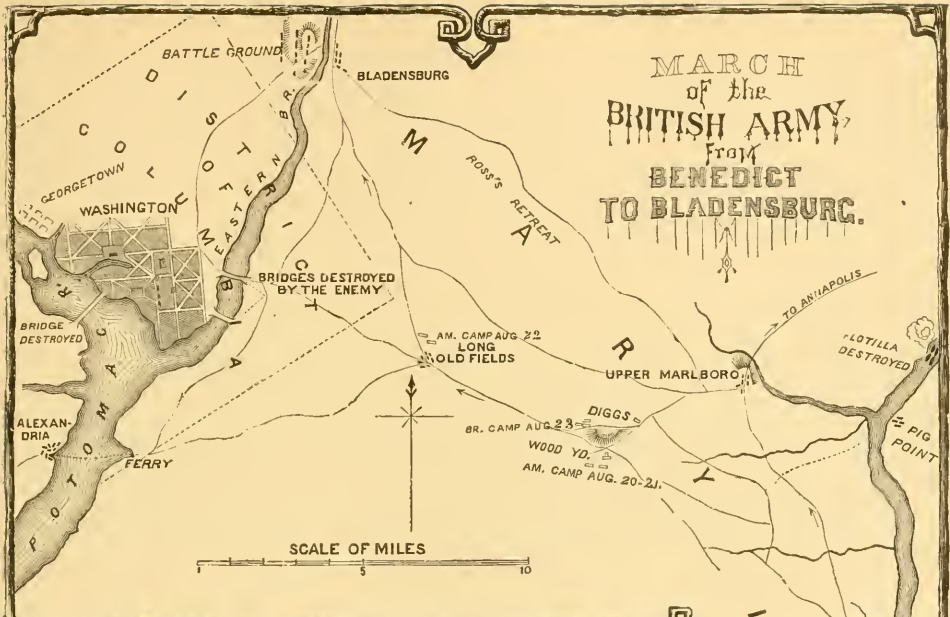 MARCH
of the
BRITISH ARMY,
from
BENEDICT
TO BLADENSBURG.
BATTLE GROUND
BLADENSBURG
DISTRICT
OF
COLUMBIA
EASTERN BR.
GEORGETOWN
WASHINGTON
MARY
ROSS'S
RETREAT
BRIDGES DESTROYED
BY THE ENEMY
BRIDGE
DESTROYED
POTOMAC R.
AM. CAMP AUG 22
LONG
OLD FIELDS
TO ANNAPOLIS
FLOTILLA
DESTROYED
UPPER MARLBORO
ALEXAN-
DRIA
FERRY
DIGGS
BR. CAMP AUG. 23
WOOD YD.
AM. CAMP AUG. 20-21.
PIG
POINT
SCALE OF MILES
1 5 10